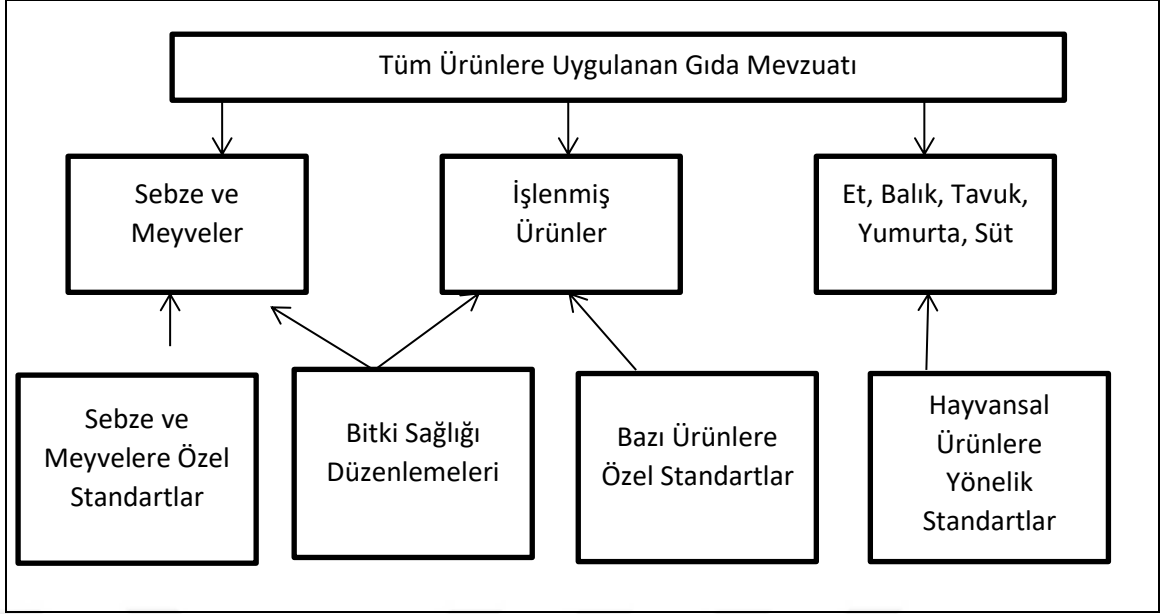 Tüm Ürünlere Uygulanan Gıda Mevzuatı
Sebze ve
Meyveler
İşlenmiş
Ürünler
Et, Balık, Tavuk,
Yumurta, Süt
Sebze ve
Meyvelere Özel
Standartlar
Bitki Sağlığı
Düzenlemeleri
Bazı Ürünlere
Özel Standartlar
Hayvansal
Ürünlere
Yönelik
Standartlar